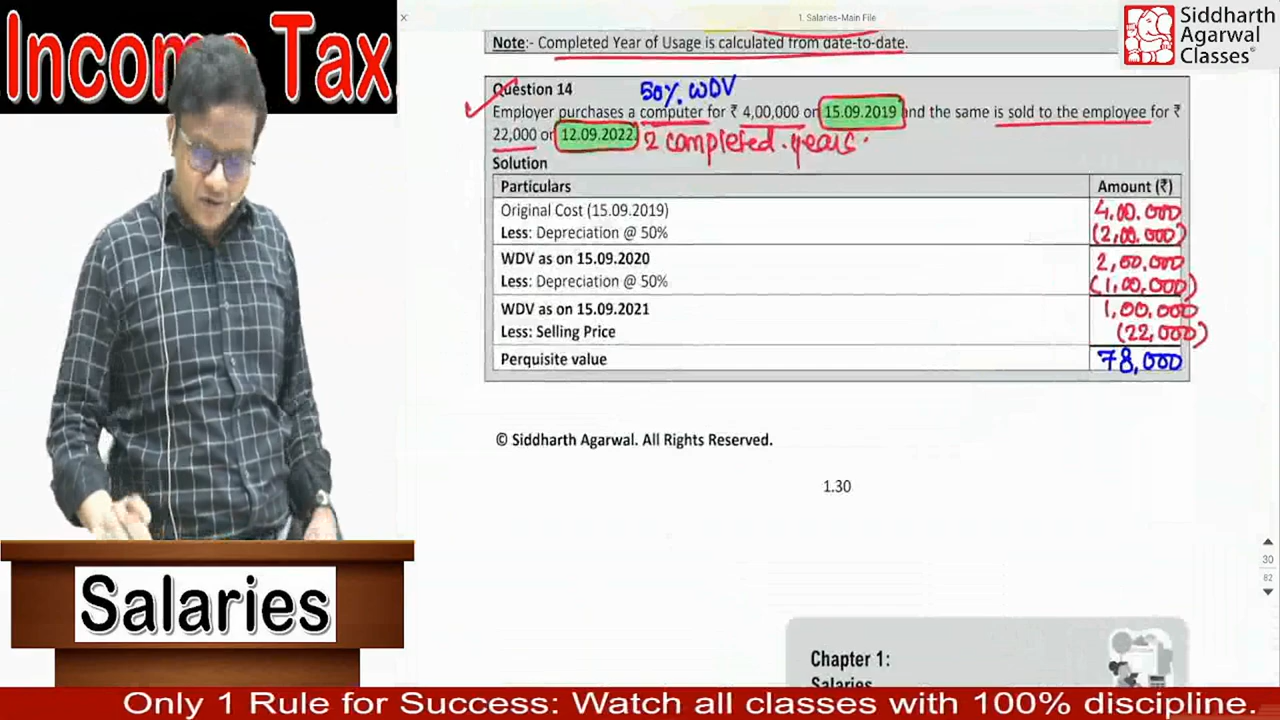 Income Tax
1. Salaries-Main File
Siddharth
Agarwal
Classes
Note:- Completed Year of Usage is calculated from date-to-date.
Question 14
50% WDV
Employer purchases a computer for ₹ 4,00,000 on 15.09.2019 and the same is sold to the employee for ₹
22,000 on 12.09.2022. 2 completed years.
Solution
Particulars Amount (₹)
Original Cost (15.09.2019) 4,00,000
Less: Depreciation @ 50% (2,00,000)
WDV as on 15.09.2020 2,00,000
Less: Depreciation @ 50% (1,00,000)
WDV as on 15.09.2021 1,00,000
Less: Selling Price (22,000)
Perquisite value 78,000
© Siddharth Agarwal. All Rights Reserved.
1.30
30
82
Chapter 1:
Salaries
Salaries
Only 1 Rule for Success: Watch all classes with 100% discipline.